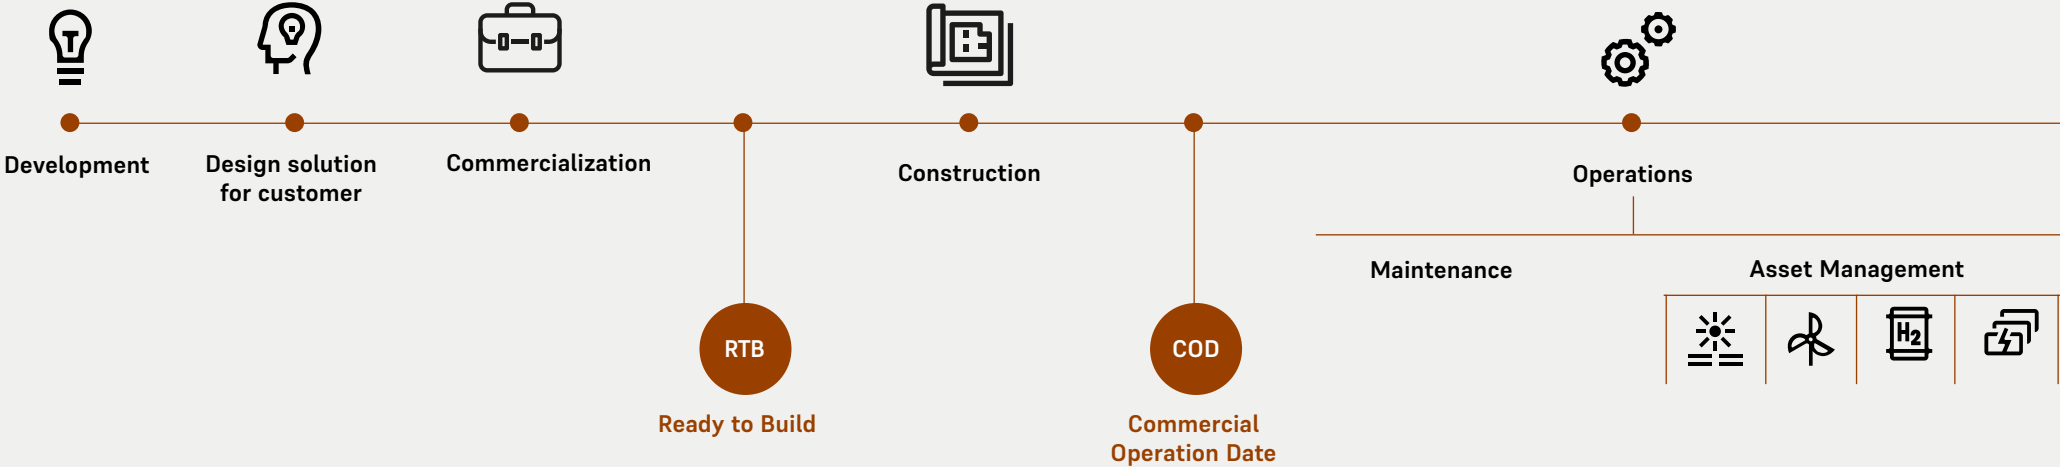 Development
Design solution
for customer
Commercialization
Construction
Operations
Maintenance
Asset Management
H2
RTB
Ready to Build
COD
Commercial
Operation Date